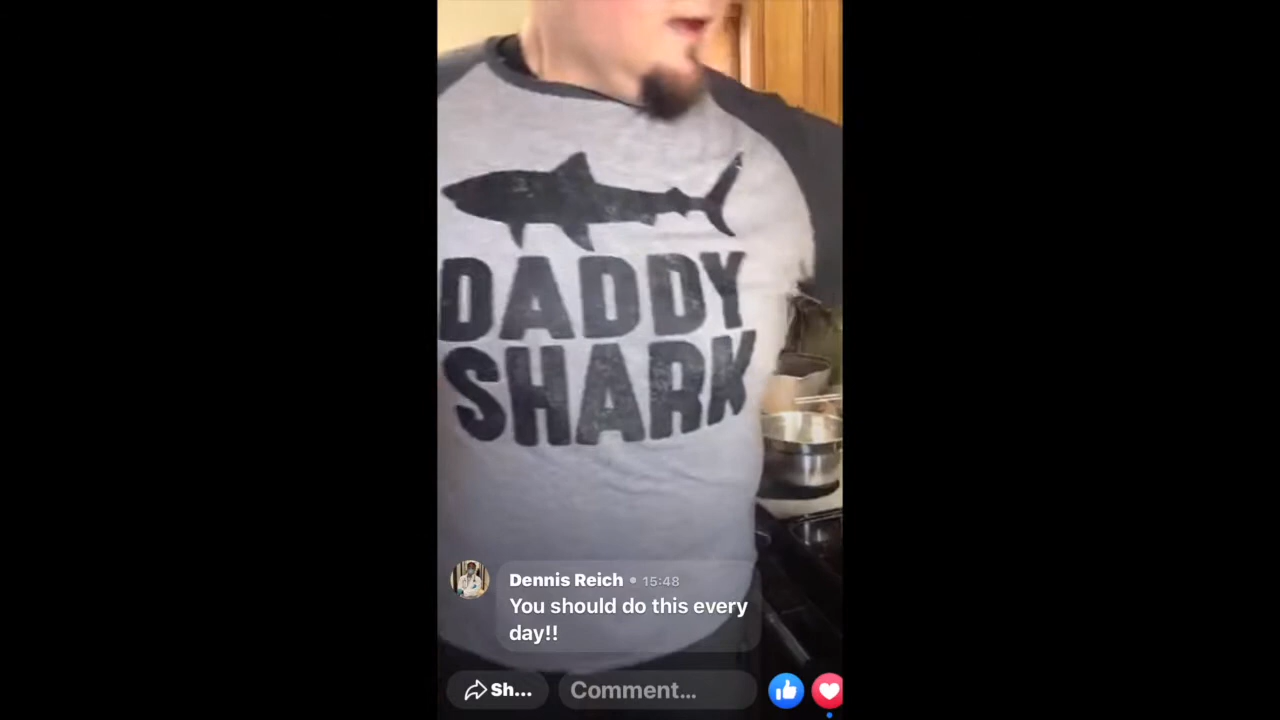 DADDY
SHARK
Dennis Reich • 15:48
You should do this every
day!!
Sh...
Comment...